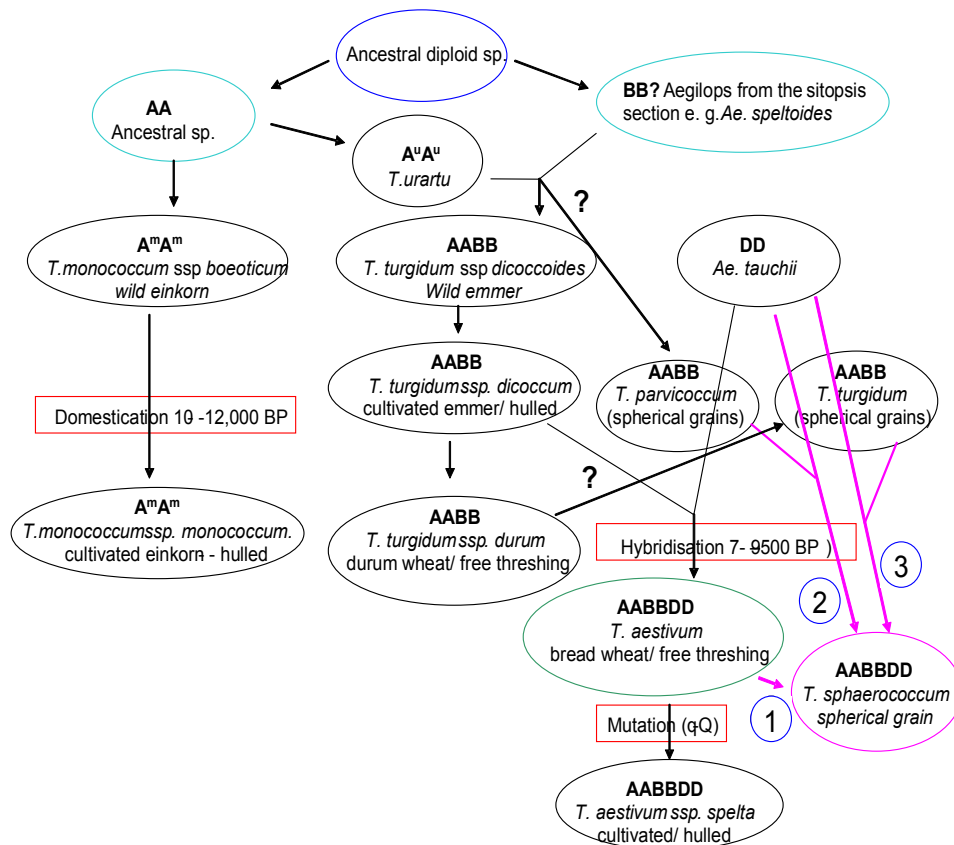 Ancestral diploid sp.
BB? Aegilops from the sitopsis
section e. g.Ae. speltoides
AA
Ancestral sp.
AᵘAᵘ
T.urartu
?
AᵐAᵐ
T.monococcum ssp boeoticum
wild einkorn
AABB
T. turgidum ssp dicoccoides
Wild emmer
DD
Ae. tauchii
AABB
T. turgidum ssp. dicoccum
cultivated emmer/ hulled
AABB
T. parvicoccum
(spherical grains)
AABB
T. turgidum
(spherical grains)
Domestication 10 -12,000 BP
?
AᵐAᵐ
T.monococcumssp. monococcum.
cultivated einkorn - hulled
AABB
T. turgidum ssp. durum
durum wheat/ free threshing
Hybridisation 7- 9500 BP )
2
3
AABBDD
T. aestivum
bread wheat/ free threshing
AABBDD
T. sphaerococcum
spherical grain
1
Mutation (q-Q)
AABBDD
T. aestivum ssp. spelta
cultivated/ hulled